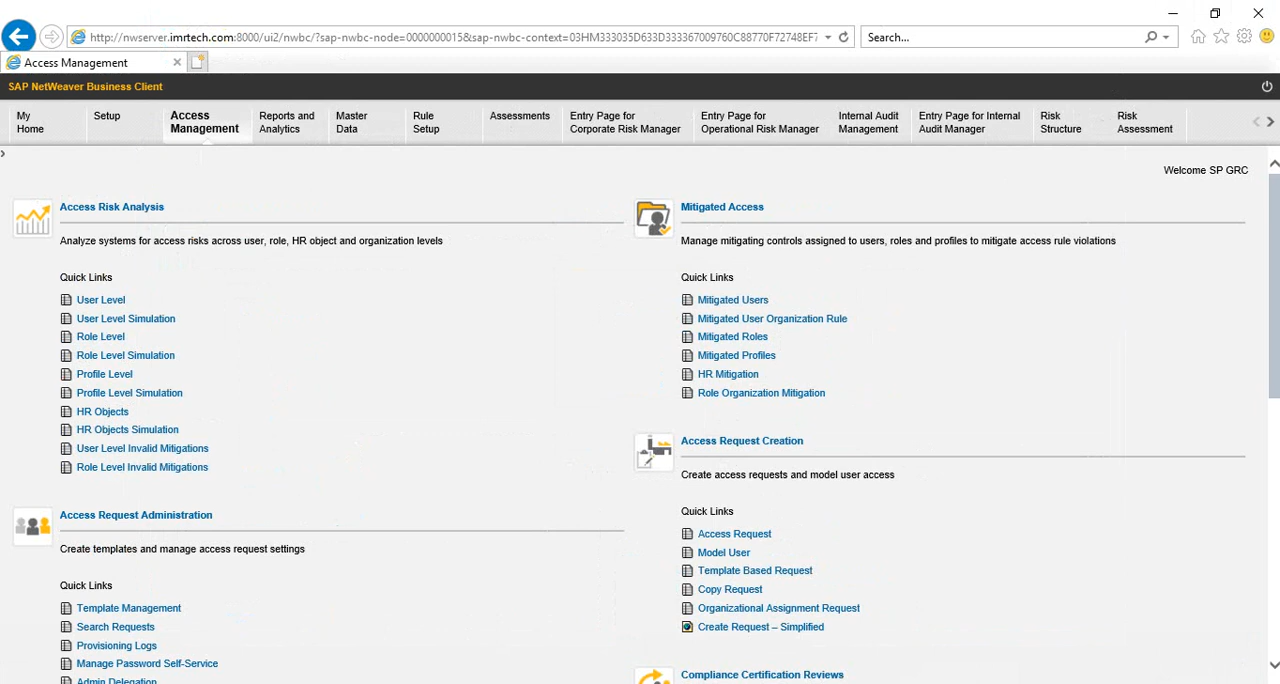 http://nwserver.imrtech.com:8000/ui2/nwbc/?sap-nwbc-node=0000000015&sap-nwbc-context=03HM333035D633D333367009760C88770F72748EF7
Search...
Access Management
SAP NetWeaver Business Client
My Home
Setup
Access Management
Reports and Analytics
Master Data
Rule Setup
Assessments
Entry Page for Corporate Risk Manager
Entry Page for Operational Risk Manager
Internal Audit Management
Entry Page for Internal Audit Manager
Risk Structure
Risk Assessment
Welcome SP GRC
Access Risk Analysis
Analyze systems for access risks across user, role, HR object and organization levels
Quick Links
User Level
User Level Simulation
Role Level
Role Level Simulation
Profile Level
Profile Level Simulation
HR Objects
HR Objects Simulation
User Level Invalid Mitigations
Role Level Invalid Mitigations
Access Request Administration
Create templates and manage access request settings
Quick Links
Template Management
Search Requests
Provisioning Logs
Manage Password Self-Service
Admin Delegation
Mitigated Access
Manage mitigating controls assigned to users, roles and profiles to mitigate access rule violations
Quick Links
Mitigated Users
Mitigated User Organization Rule
Mitigated Roles
Mitigated Profiles
HR Mitigation
Role Organization Mitigation
Access Request Creation
Create access requests and model user access
Quick Links
Access Request
Model User
Template Based Request
Copy Request
Organizational Assignment Request
Create Request – Simplified
Compliance Certification Reviews